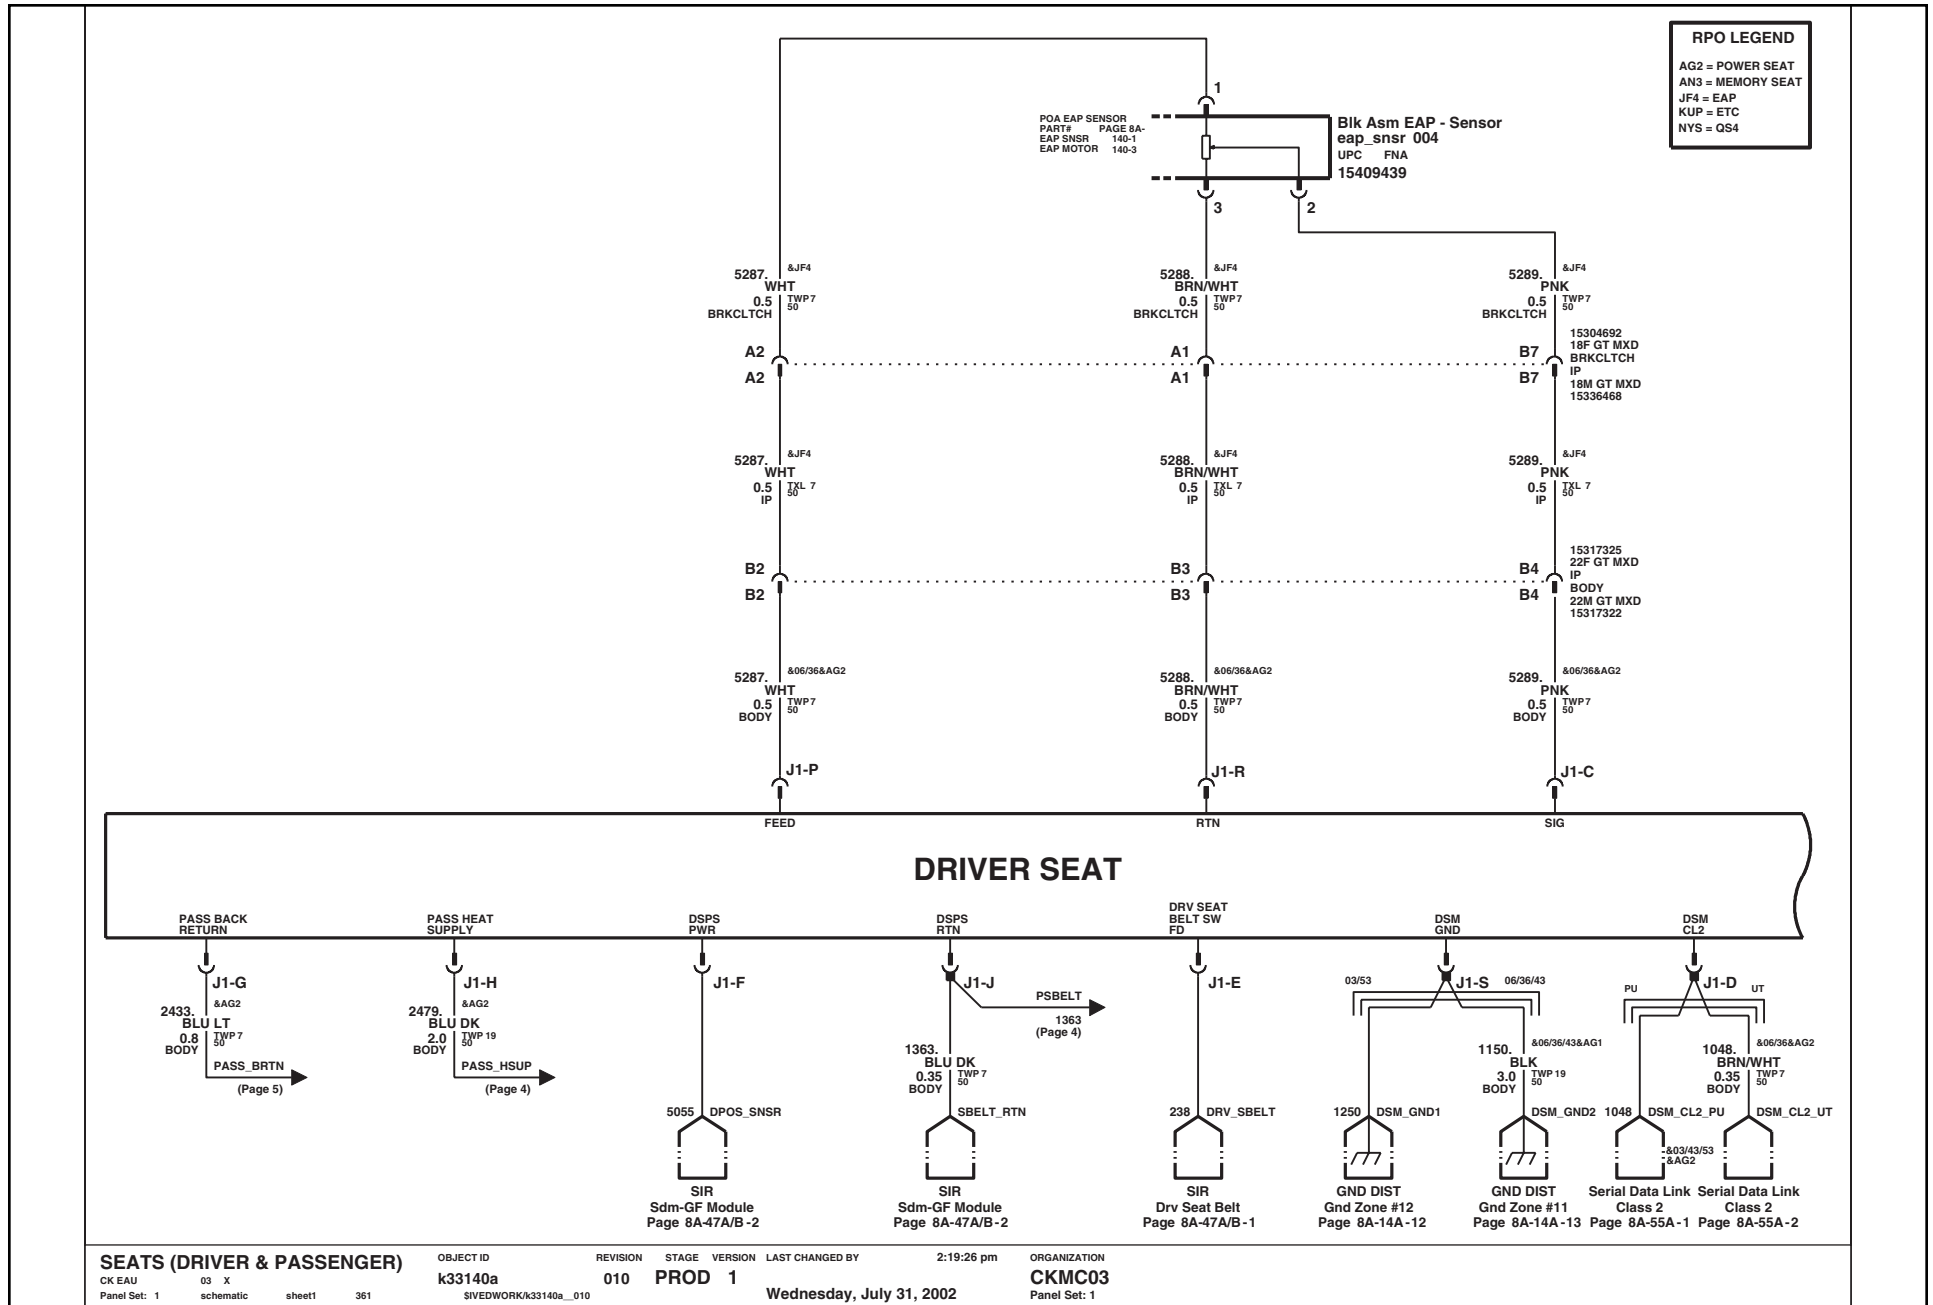 RPO LEGEND
AG2 = POWER SEAT
AN3 = MEMORY SEAT
JF4 = EAP
KUP = ETC
NYS = QS4
1
POA EAP SENSOR
PART# PAGE 8A-
EAP SNSR 140-1
EAP MOTOR 140-3
Blk Asm EAP - Sensor
eap_snsr 004
UPC FNA
15409439
3
2
5287. &JF4
WHT
0.5 TWP 7
50
BRKCLTCH
5288. &JF4
BRN/WHT
0.5 TWP 7
50
BRKCLTCH
5289. &JF4
PNK
0.5 TWP 7
50
BRKCLTCH
A2
A2
A1
A1
B7
B7
15304692
18F GT MXD
BRKCLTCH
IP
18M GT MXD
15336468
5287. &JF4
WHT
0.5 TXL 7
50
IP
5288. &JF4
BRN/WHT
0.5 TXL 7
50
IP
5289. &JF4
PNK
0.5 TXL 7
50
IP
B2
B2
B3
B3
B4
B4
15317325
22F GT MXD
IP
BODY
22M GT MXD
15317322
5287. &06/36&AG2
WHT
0.5 TWP 7
50
BODY
5288. &06/36&AG2
BRN/WHT
0.5 TWP 7
50
BODY
5289. &06/36&AG2
PNK
0.5 TWP 7
50
BODY
J1-P
J1-R
J1-C
FEED
RTN
SIG
DRIVER SEAT
PASS BACK
RETURN
PASS HEAT
SUPPLY
DSPS
PWR
DSPS
RTN
DRV SEAT
BELT SW
FD
DSM
GND
DSM
CL2
J1-G
&AG2
2433.
BLU LT
0.8 TWP 7
50
BODY
PASS_BRTN
(Page 5)
J1-H
&AG2
2479.
BLU DK
2.0 TWP 19
50
BODY
PASS_HSUP
(Page 4)
J1-F
5055 DPOS_SNSR
SIR
Sdm-GF Module
Page 8A-47A/B-2
J1-J
PSBELT
1363
(Page 4)
1363.
BLU DK
0.35 TWP 7
50
BODY
SBELT_RTN
SIR
Sdm-GF Module
Page 8A-47A/B-2
J1-E
238 DRV_SBELT
SIR
Drv Seat Belt
Page 8A-47A/B-1
03/53
J1-S
06/36/43
1250 DSM_GND1
GND DIST
Gnd Zone #12
Page 8A-14A-12
&06/36/43&AG1
1150.
BLK
3.0 TWP 19
50
BODY
DSM_GND2
GND DIST
Gnd Zone #11
Page 8A-14A-13
PU
J1-D
UT
1048 DSM_CL2_PU
&03/43/53
&AG2
Serial Data Link
Class 2
Page 8A-55A-1
&06/36&AG2
1048.
BRN/WHT
0.35 TWP 7
50
BODY
DSM_CL2_UT
Serial Data Link
Class 2
Page 8A-55A-2
SEATS (DRIVER & PASSENGER)
CK EAU 03 X
Panel Set: 1 schematic sheet1 361
OBJECT ID
k33140a
$IVEDWORK/k33140a__010
REVISION
010
STAGE
PROD
VERSION
1
LAST CHANGED BY
2:19:26 pm
Wednesday, July 31, 2002
ORGANIZATION
CKMC03
Panel Set: 1